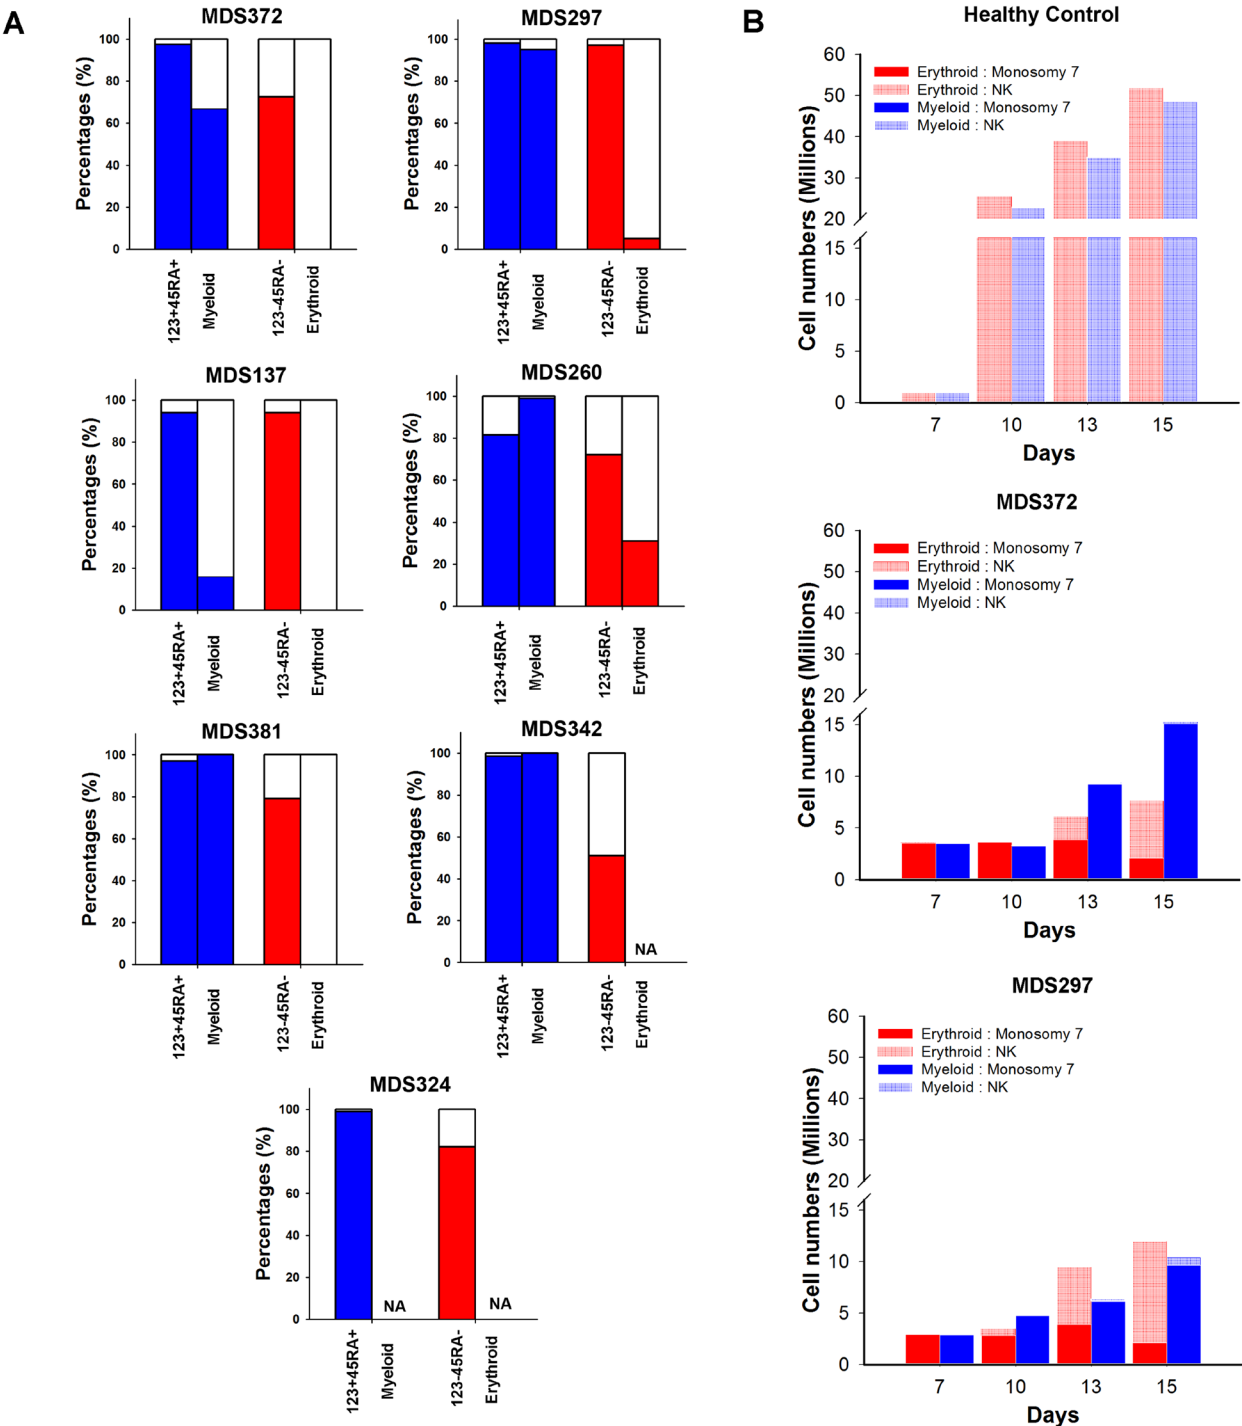 A
MDS372
Percentages (%)
100
80
60
40
20
0
123+45RA+
Myeloid
123-45RA-
Erythroid
MDS297
Percentages (%)
100
80
60
40
20
0
123+45RA+
Myeloid
123-45RA-
Erythroid
MDS137
Percentages (%)
100
80
60
40
20
0
123+45RA+
Myeloid
123-45RA-
Erythroid
MDS260
Percentages (%)
100
80
60
40
20
0
123+45RA+
Myeloid
123-45RA-
Erythroid
MDS381
Percentages (%)
100
80
60
40
20
0
123+45RA+
Myeloid
123-45RA-
Erythroid
MDS342
Percentages (%)
100
80
60
40
20
0
NA
123+45RA+
Myeloid
123-45RA-
Erythroid
MDS324
Percentages (%)
100
80
60
40
20
0
NA
NA
123+45RA+
Myeloid
123-45RA-
Erythroid
B
Healthy Control
Cell numbers (Millions)
60
50
40
30
20
15
10
5
0
Erythroid : Monosomy 7
Erythroid : NK
Myeloid : Monosomy 7
Myeloid : NK
7 10 13 15
Days
MDS372
Cell numbers (Millions)
60
50
40
30
20
15
10
5
0
Erythroid : Monosomy 7
Erythroid : NK
Myeloid : Monosomy 7
Myeloid : NK
7 10 13 15
Days
MDS297
Cell numbers (Millions)
60
50
40
30
20
15
10
5
0
Erythroid : Monosomy 7
Erythroid : NK
Myeloid : Monosomy 7
Myeloid : NK
7 10 13 15
Days